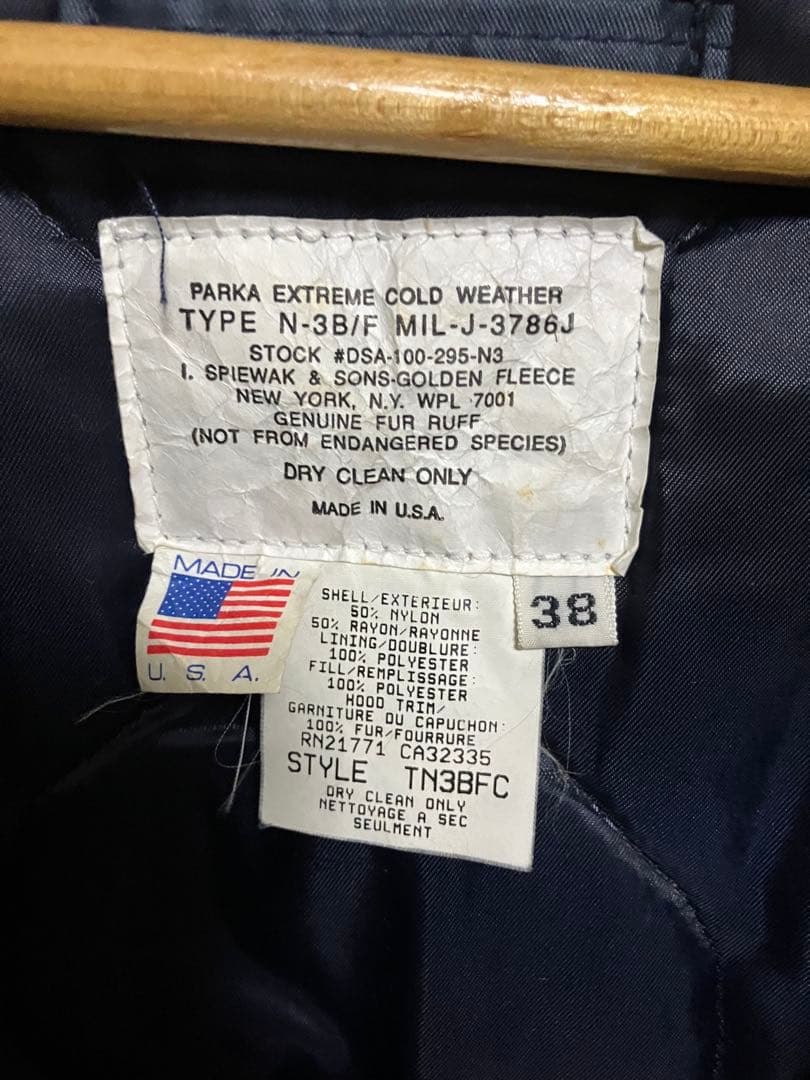 PARKA EXTREME COLD WEATHER
TYPE N-3B/F MIL-J-3786J
STOCK #DSA-100-295-N3
I. SPIEWAK & SONS-GOLDEN FLEECE
NEW YORK, N.Y. WPL 7001
GENUINE FUR RUFF
(NOT FROM ENDANGERED SPECIES)
DRY CLEAN ONLY
MADE IN U.S.A.
MADE IN
U. S. A.
SHELL/EXTERIEUR:
50% NYLON
50% RAYON/RAYONNE
LINING/DOUBLURE:
100% POLYESTER
FILL/REMPLISSAGE:
100% POLYESTER
HOOD TRIM/
GARNITURE DU CAPUCHON:
100% FUR/FOURRURE
RN21771 CA32335
STYLE TN3BFC
DRY CLEAN ONLY
NETTOYAGE A SEC
SEULMENT
38